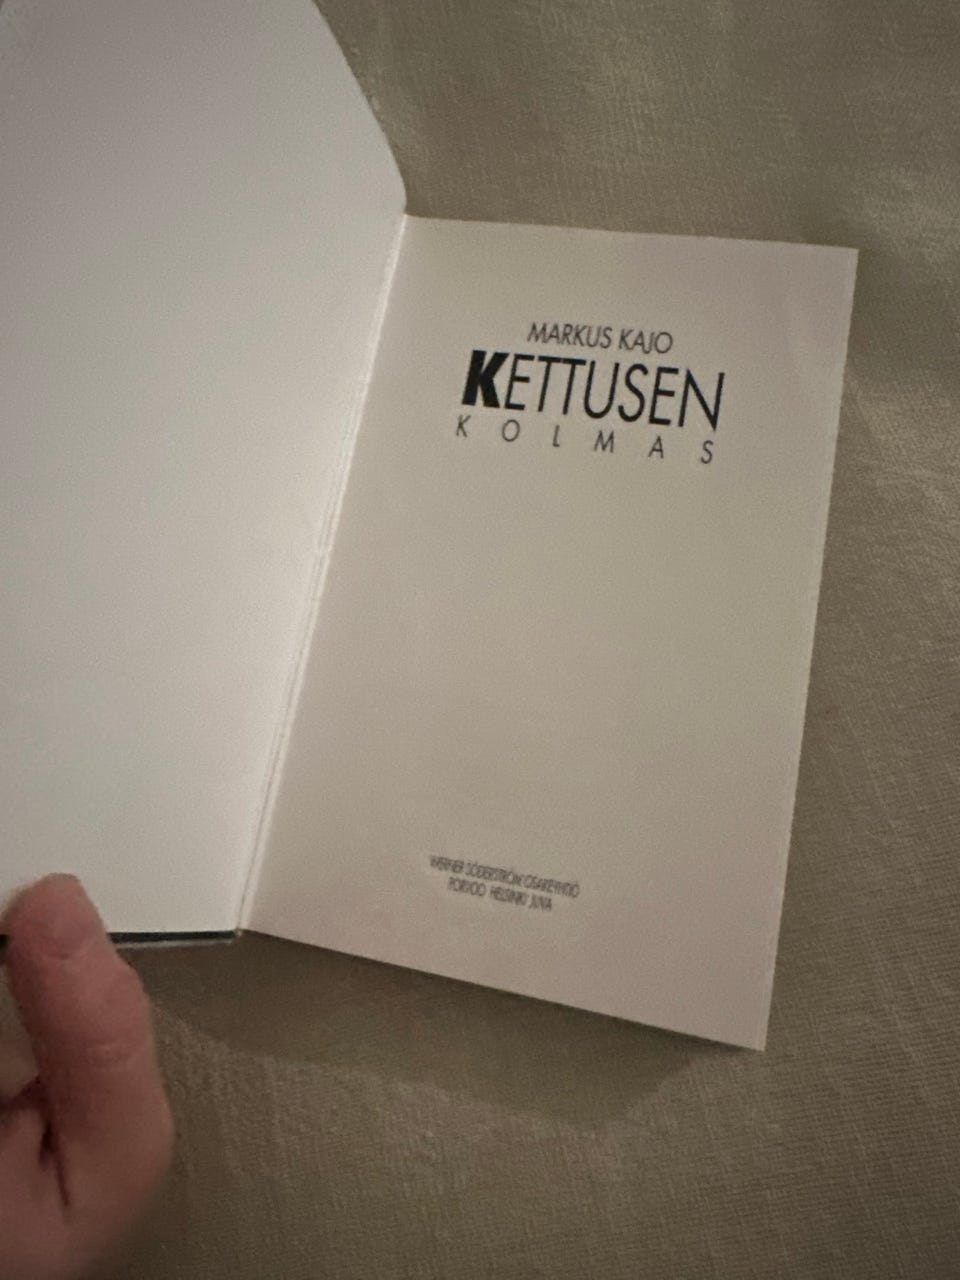 MARKUS KAJO
KETTUSEN
KOLMAS
WERNER SÖDERSTRÖM OSAKEYHTIÖ
PORVOO HELSINKI JUVA